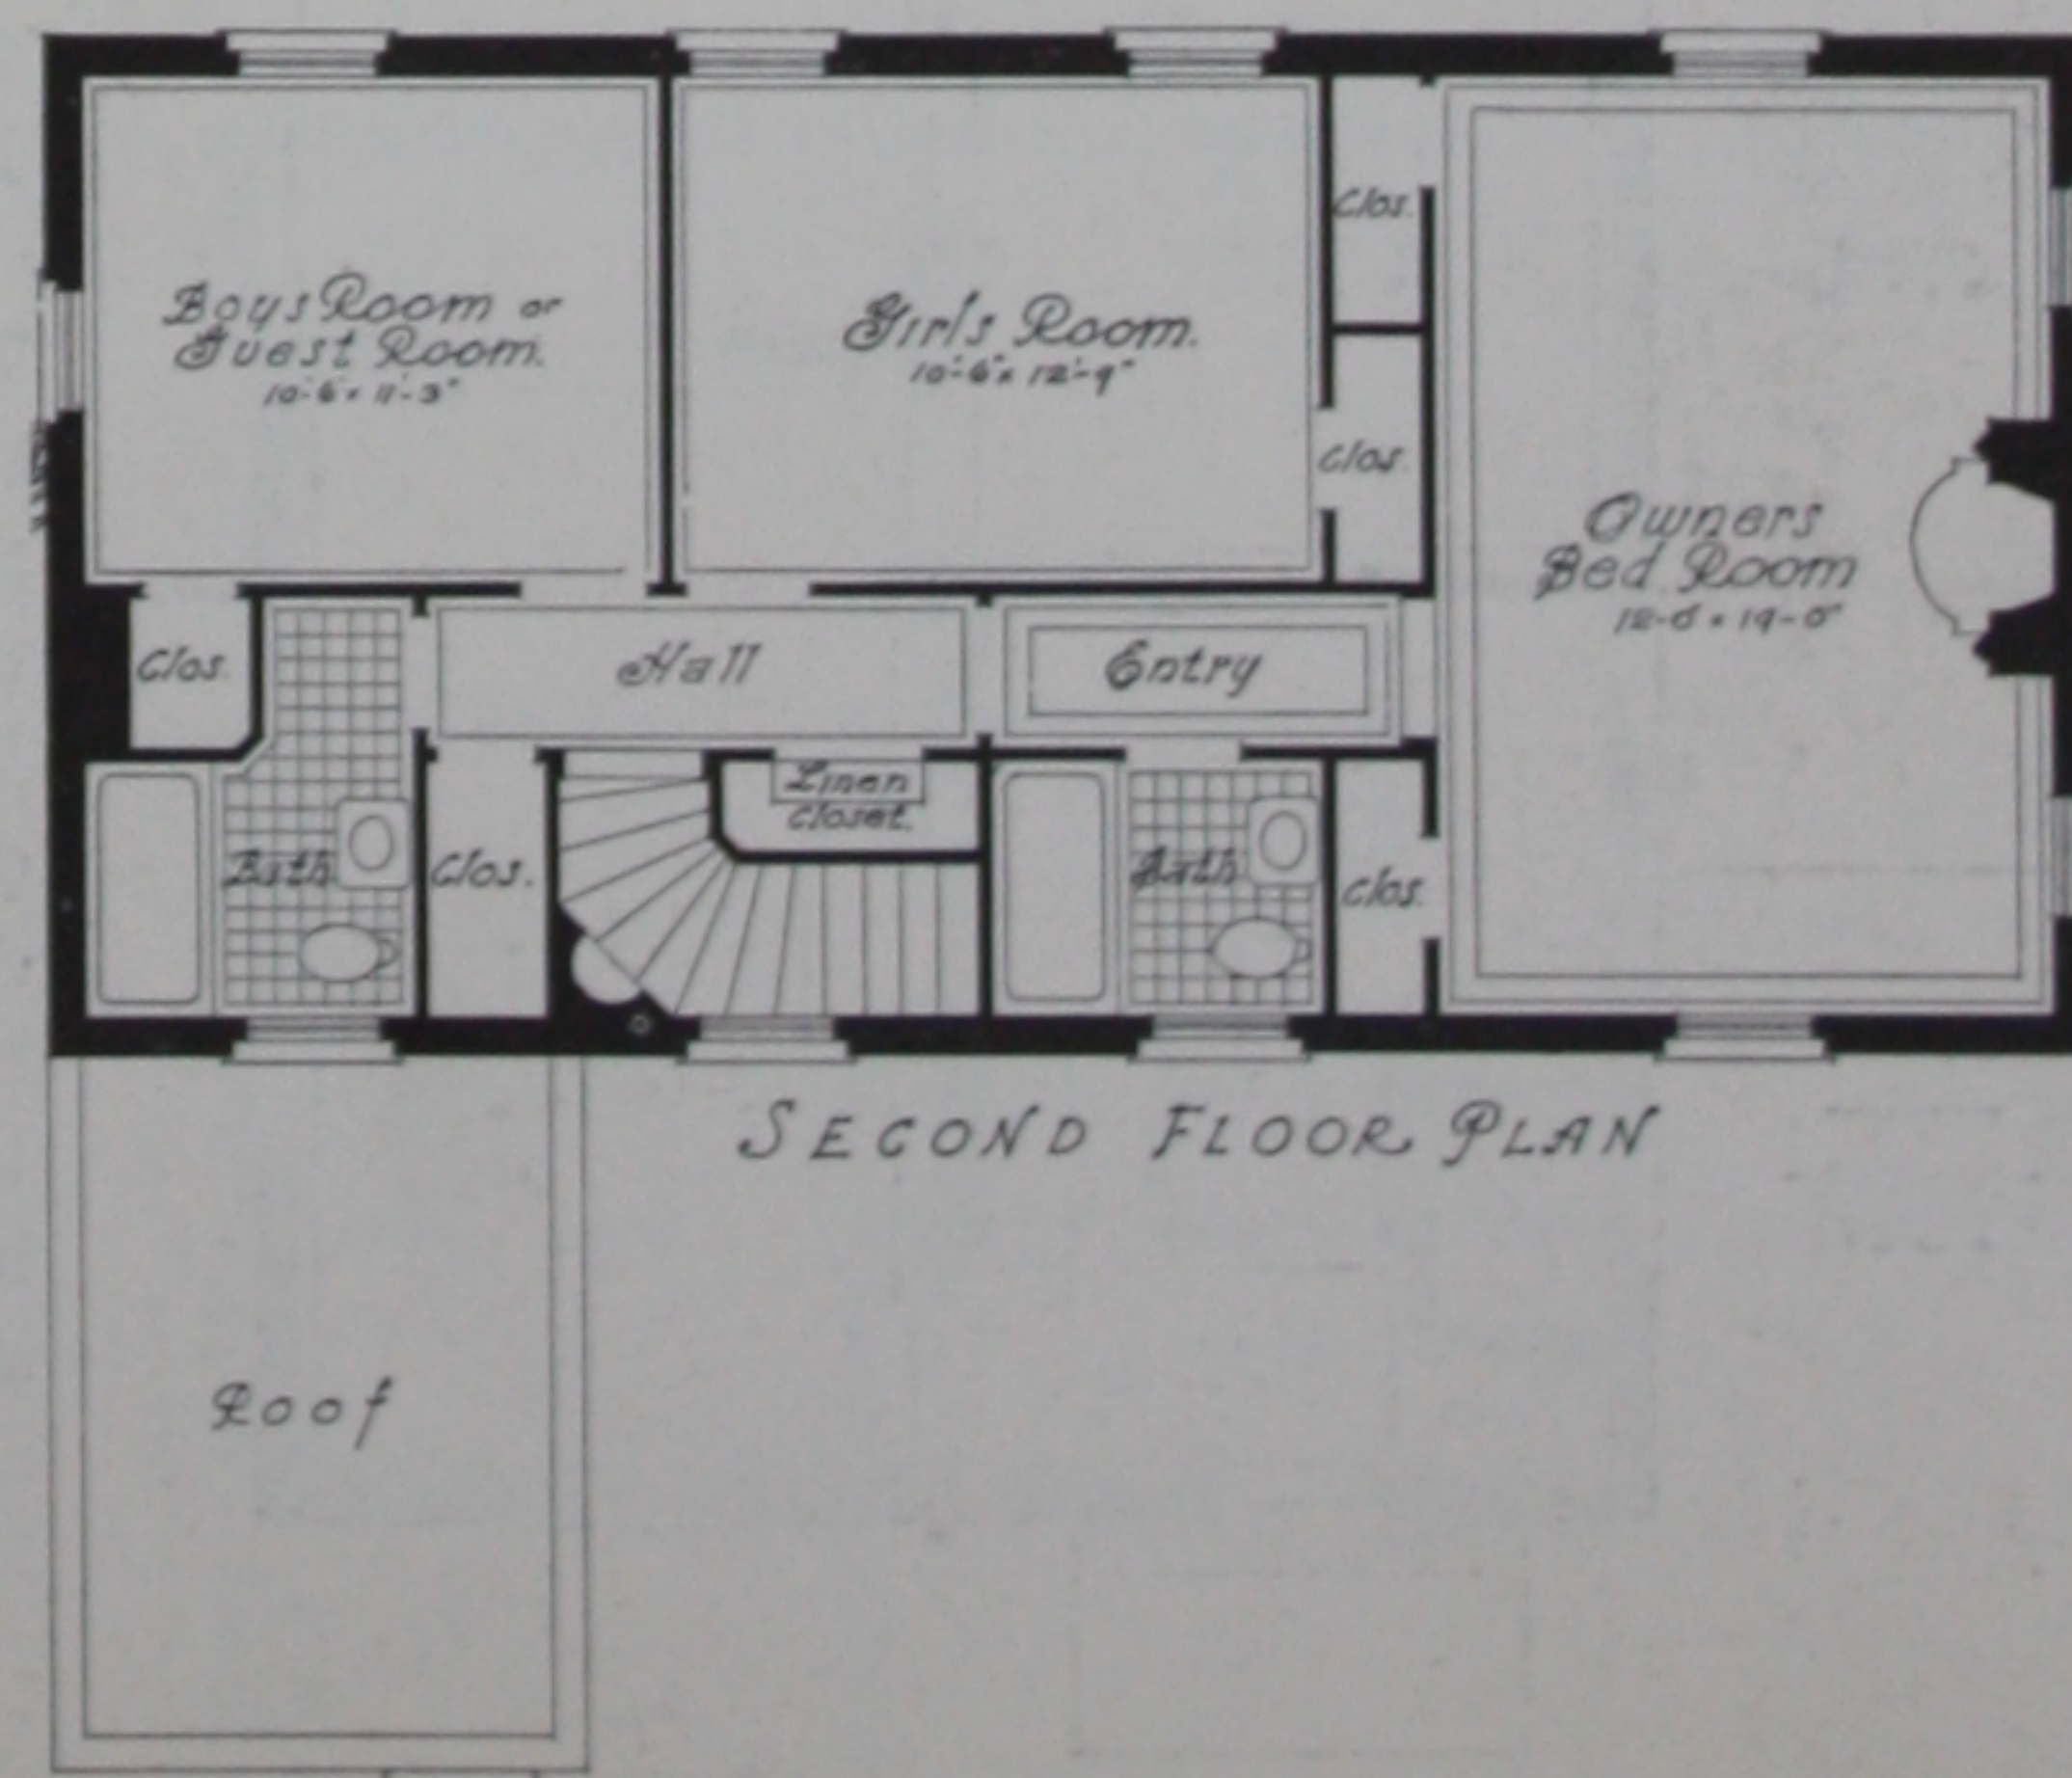 Boys Room or
Guest Room.
10'-6" x 11'-3"
Girl's Room.
10'-6" x 12'-9"
Clos.
Clos.
Owners
Bed Room
12-6 x 19-0"
Clos.
Hall
Entry
Linen
Closet.
Bath
Clos.
Bath
Clos.
SECOND FLOOR PLAN
Roof